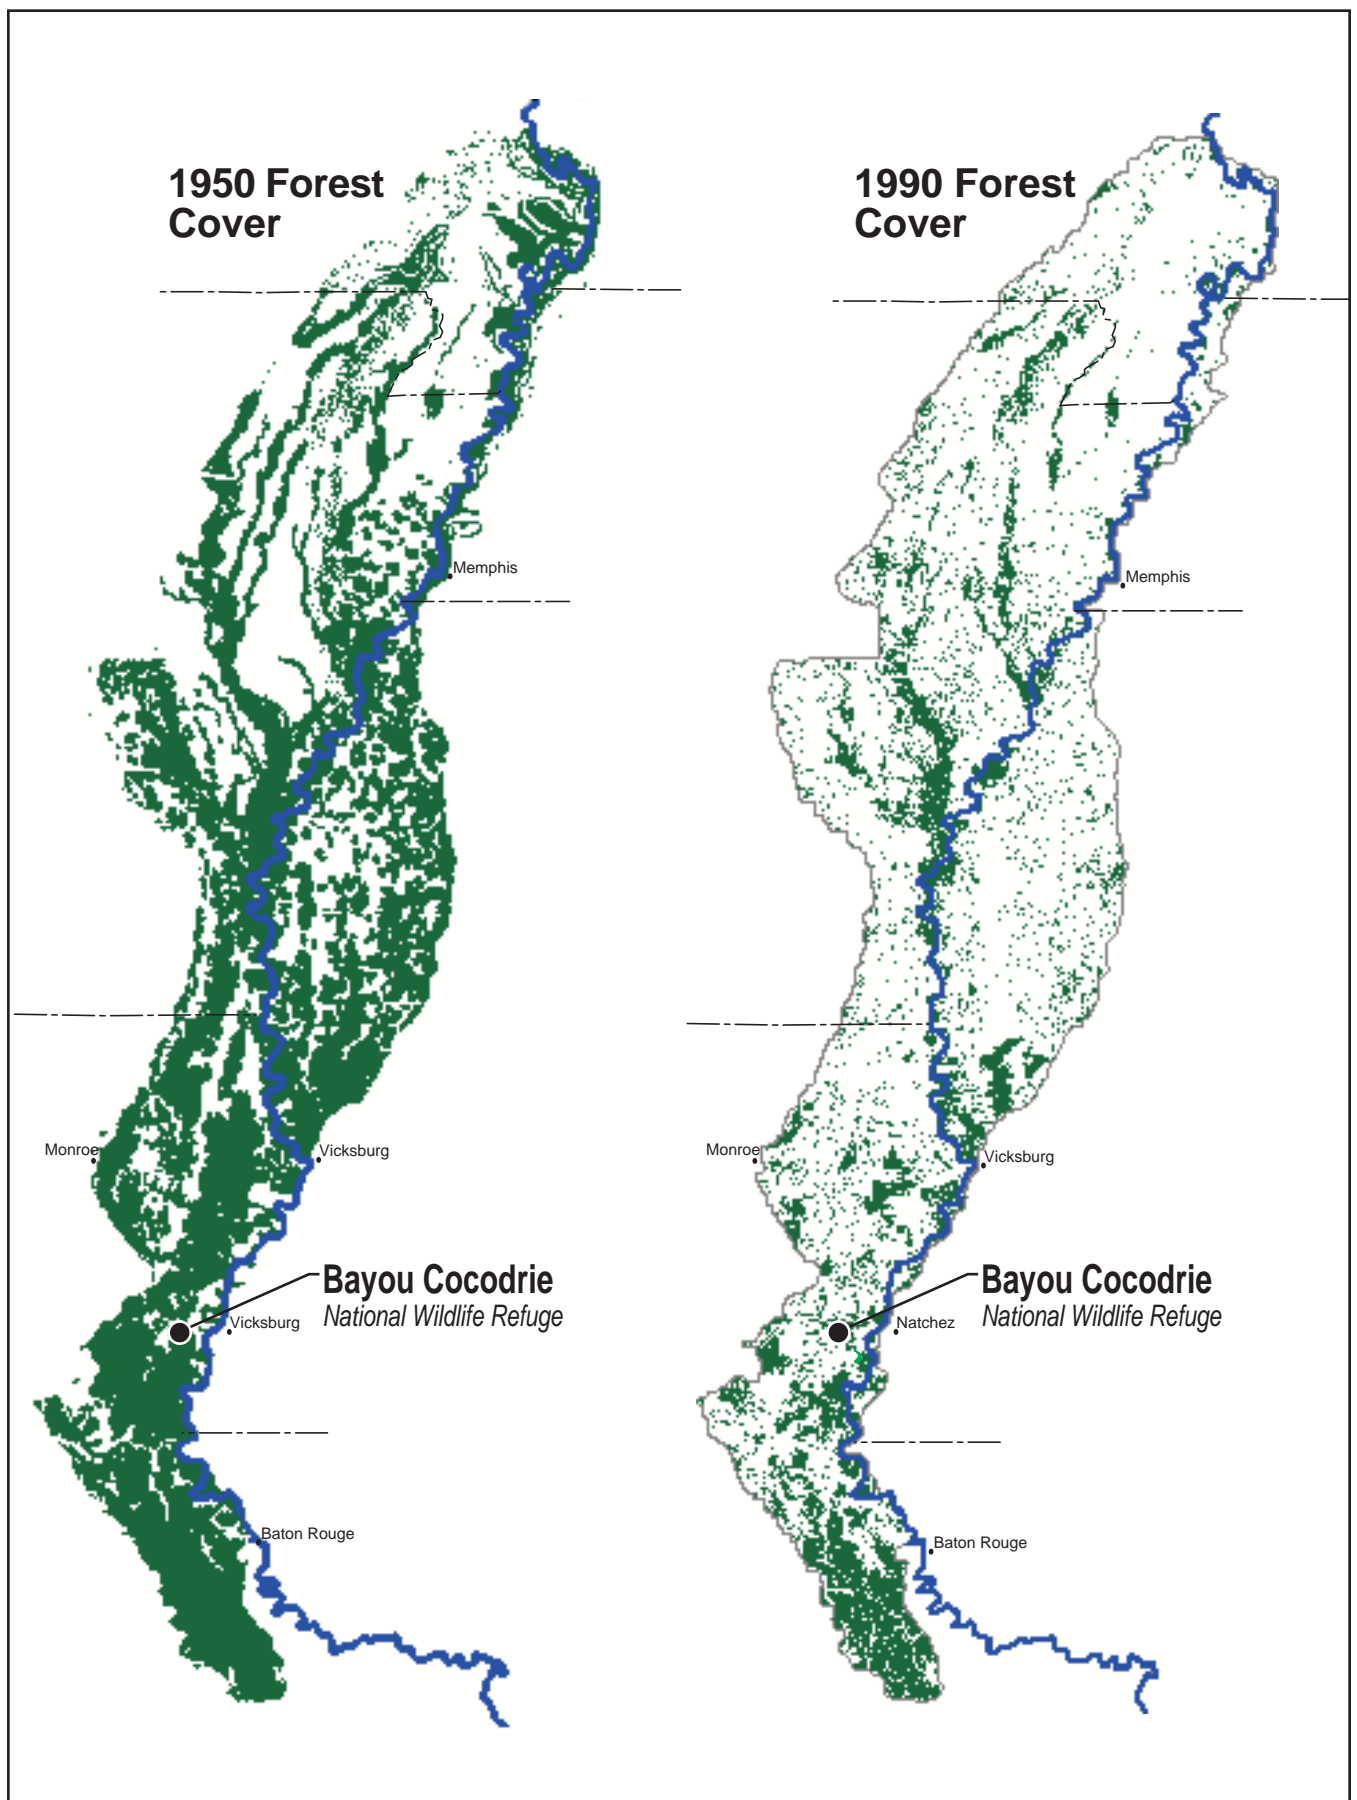 1950 Forest
Cover
Memphis
Monroe
Vicksburg
Bayou Cocodrie
National Wildlife Refuge
Vicksburg
Baton Rouge
1990 Forest
Cover
Memphis
Monroe
Vicksburg
Bayou Cocodrie
National Wildlife Refuge
Natchez
Baton Rouge